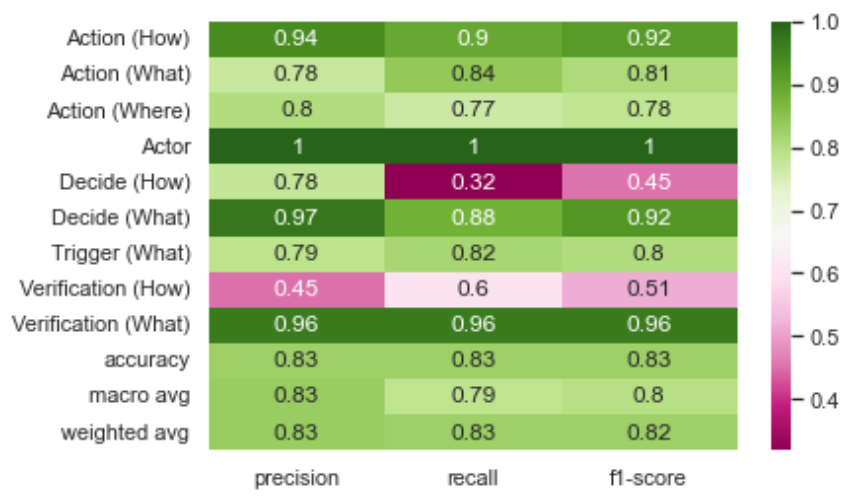 Action (How) 0.94 0.9 0.92
Action (What) 0.78 0.84 0.81
Action (Where) 0.8 0.77 0.78
Actor 1 1 1
Decide (How) 0.78 0.32 0.45
Decide (What) 0.97 0.88 0.92
Trigger (What) 0.79 0.82 0.8
Verification (How) 0.45 0.6 0.51
Verification (What) 0.96 0.96 0.96
accuracy 0.83 0.83 0.83
macro avg 0.83 0.79 0.8
weighted avg 0.83 0.83 0.82
precision recall f1-score
1.0
0.9
0.8
0.7
0.6
0.5
0.4